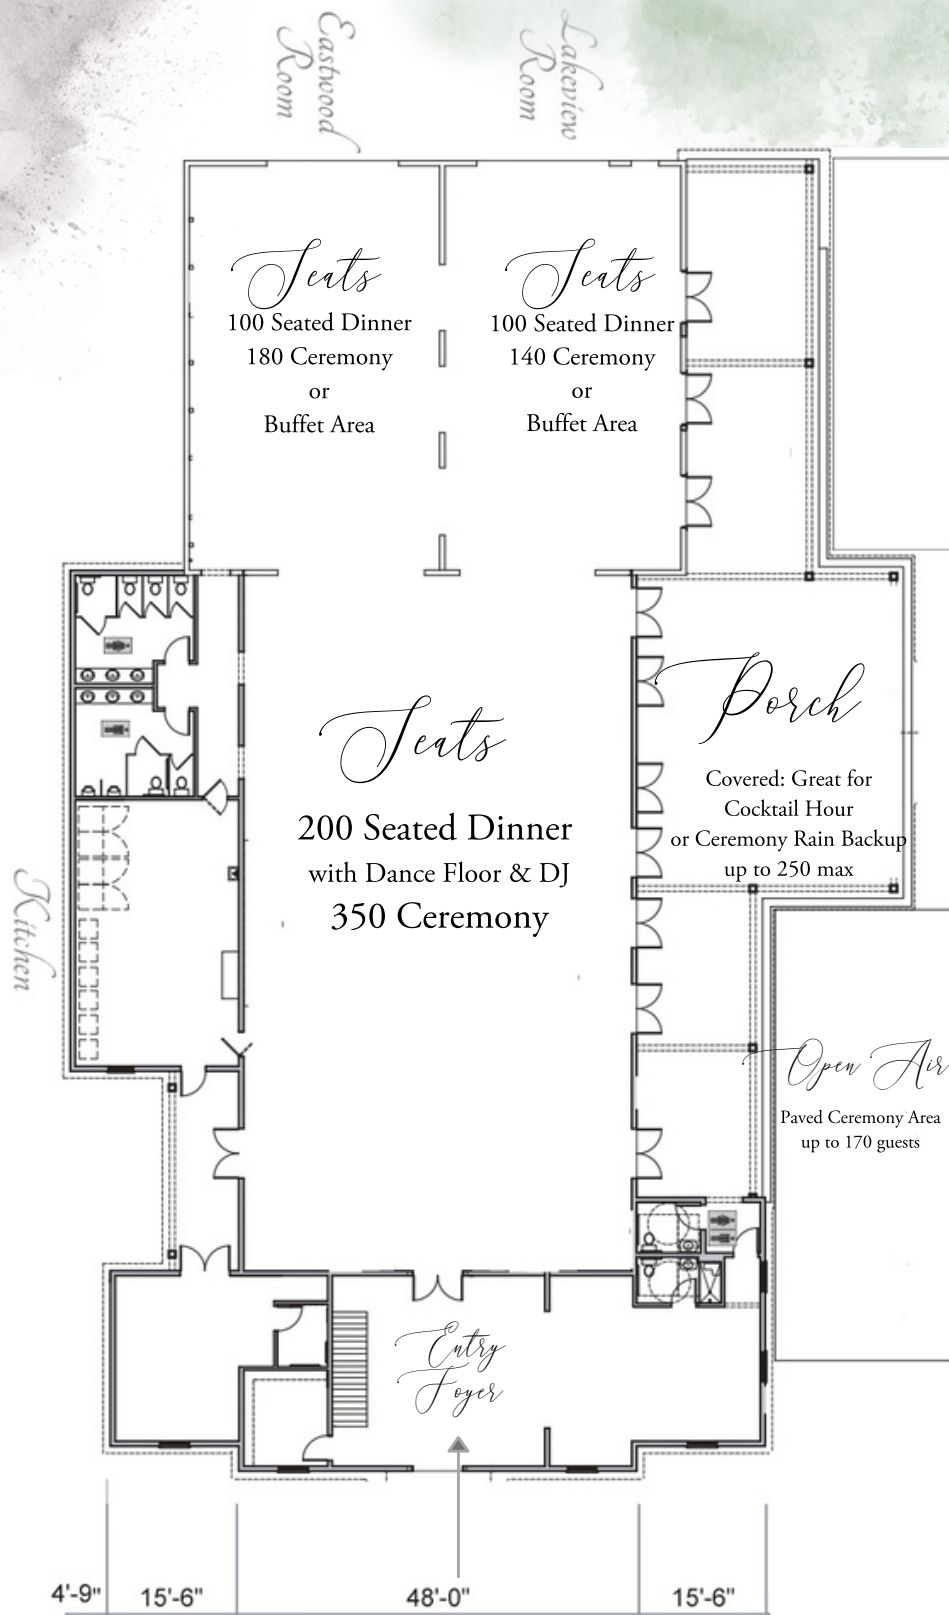 Eastwood
Room
Lakeview
Room
Seats
100 Seated Dinner
180 Ceremony
or
Buffet Area
Seats
100 Seated Dinner
140 Ceremony
or
Buffet Area
Seats
200 Seated Dinner
with Dance Floor & DJ
350 Ceremony
Porch
Covered: Great for
Cocktail Hour
or Ceremony Rain Backup
up to 250 max
Kitchen
Open Air
Paved Ceremony Area
up to 170 guests
Entry
Foyer
4'-9"
15'-6"
48'-0"
15'-6"